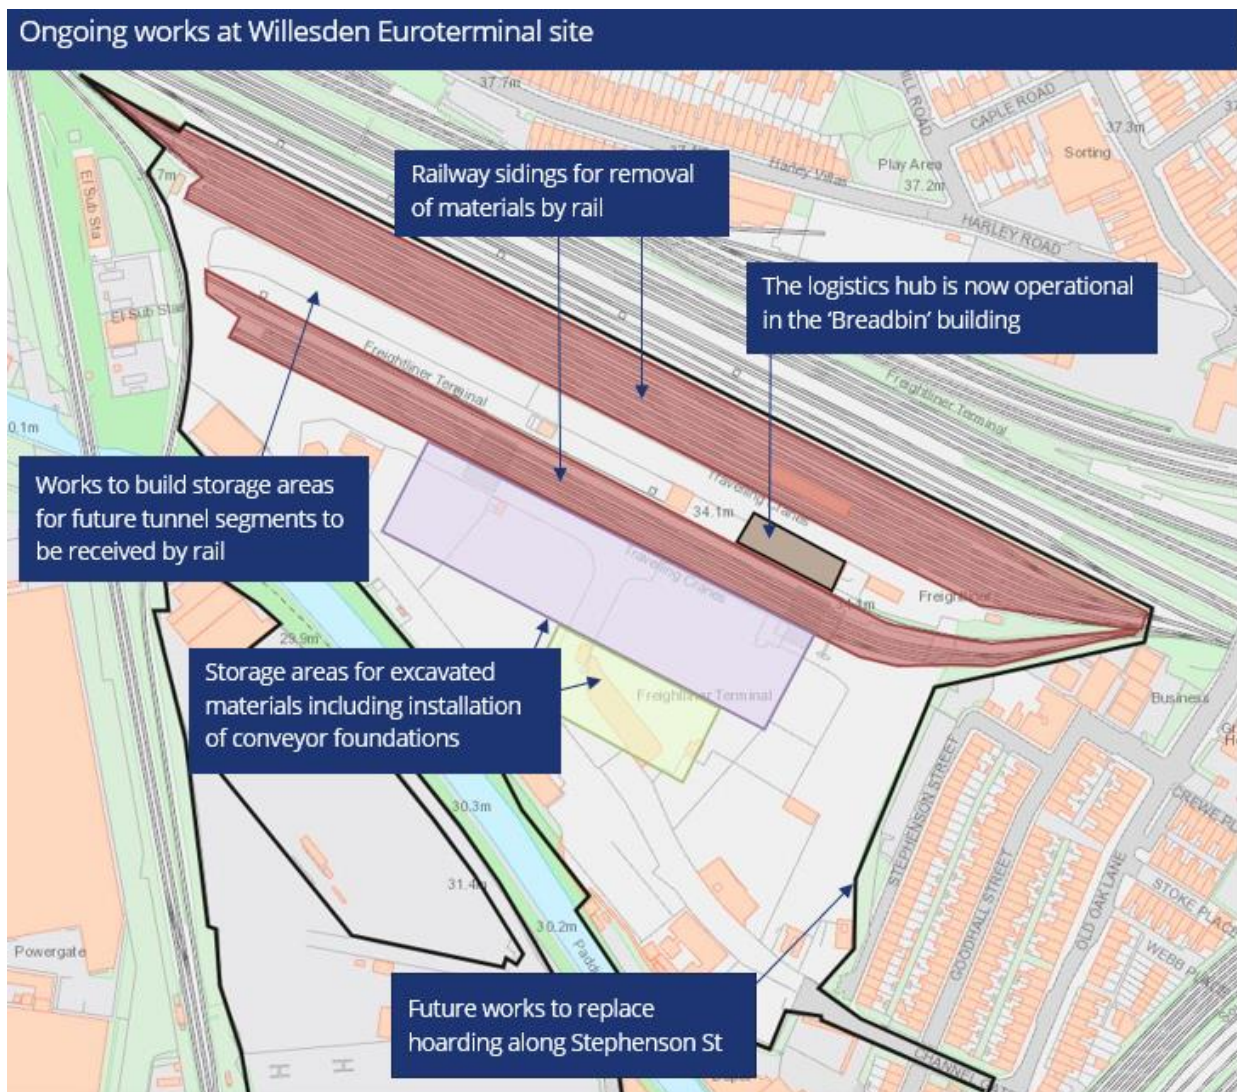 Ongoing works at Willesden Euroterminal site
37.7m
CAPLE ROAD
37.3m
Sorting
Harley Villas
Play Area
37.2m
HARLEY ROAD
El Sub Sta
Railway sidings for removal
of materials by rail
The logistics hub is now operational
in the ‘Breadbin’ building
El Sub Stas
Freightliner Terminal
Freightliner Terminal
Works to build storage areas
for future tunnel segments to
be received by rail
Travelling Cranes
34.1m
Travelling Cranes
34.1m
29.9m
Storage areas for excavated
materials including installation
of conveyor foundations
Freightliner Terminal
Business
STEPHENSON STREET
GOODHALL STREET
OLD OAK LANE
STOKE PLACE
30.3m
31.4m
30.2m
Powergate
Future works to replace
hoarding along Stephenson St